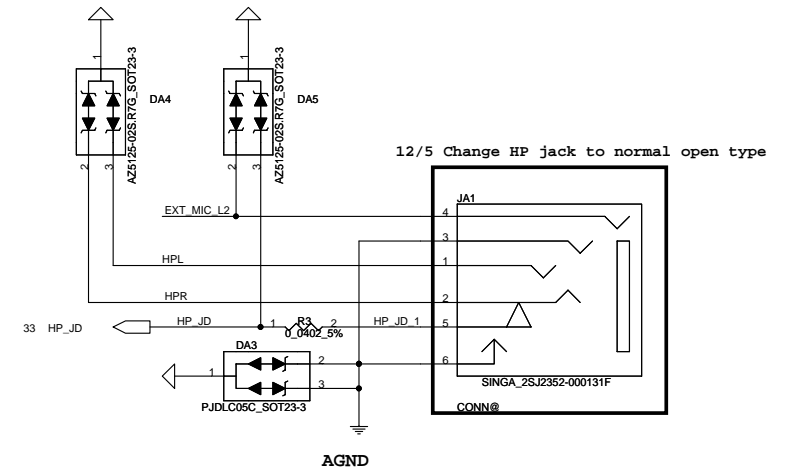 1
1
DA4
DA5
AZ5125-02S.R7G_SOT23-3
AZ5125-02S.R7G_SOT23-3
2
3
2
3
12/5 Change HP jack to normal open type
JA1
EXT_MIC_L2
4
3
HPL
1
HPR
2
33 HP_JD
HP_JD
1
R3
2
HP_JD_1
5
0_0402_5%
DA3
1
2
3
6
PJDLC05C_SOT23-3
SINGA_2SJ2352-000131F
CONN@
AGND